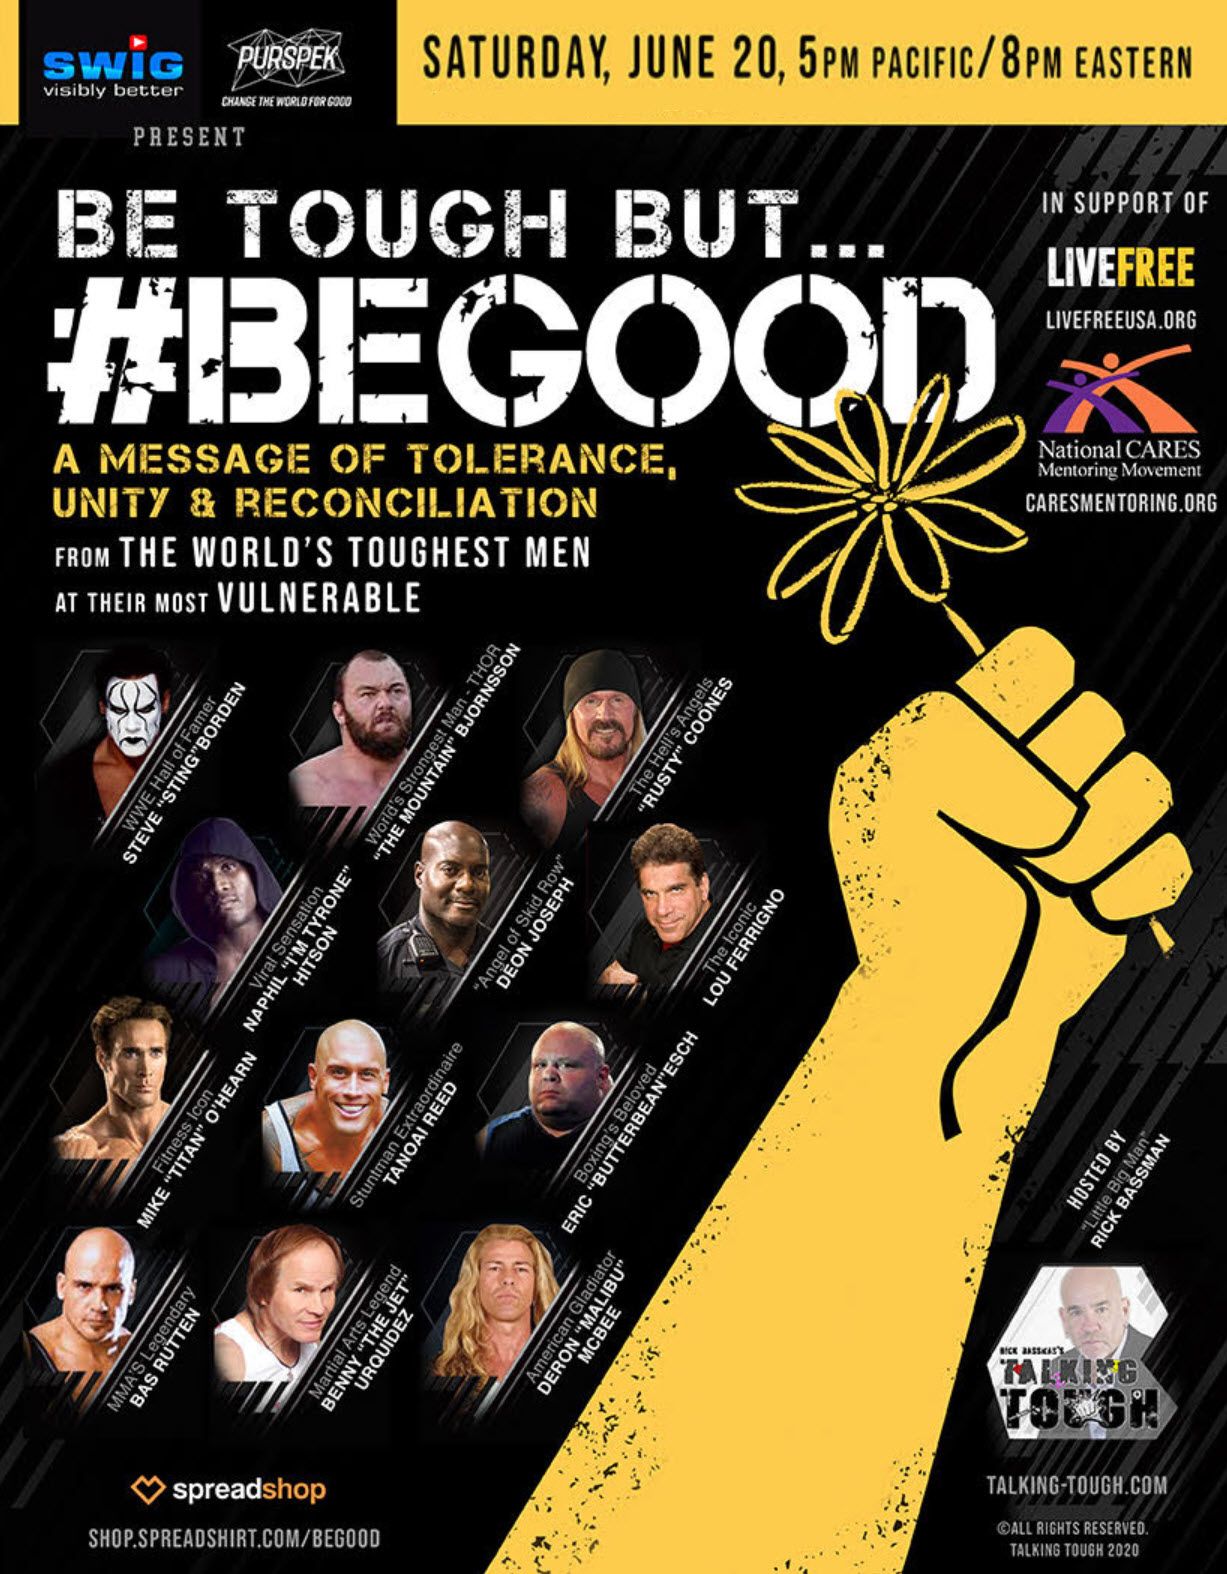 SWIG
visibly better
PURSPEK
CHANGE THE WORLD FOR GOOD
SATURDAY, JUNE 20, 5PM PACIFIC/8PM EASTERN
PRESENT
BE TOUGH BUT...
#BEGOOD
A MESSAGE OF TOLERANCE,
UNITY & RECONCILIATION
FROM THE WORLD'S TOUGHEST MEN
AT THEIR MOST VULNERABLE
IN SUPPORT OF
LIVEFREE
LIVEFREEUSA.ORG
National CARES
Mentoring Movement
CARESMENTORING.ORG
WWE Hall of Famer
STEVE "STING"BORDEN
World's Strongest Man - THOR
"THE MOUNTAIN" BJORNSSON
The Hell's Angels
"RUSTY" COONES
Viral Sensation
NAPHIL "I'M TYRONE"
HITSON
"Angel of Skid Row"
DEON JOSEPH
The Iconic
LOU FERRIGNO
Fitness Icon
MIKE "TITAN" O'HEARN
Stuntman Extraordinaire
TANOAI REED
Boxing's Beloved
ERIC "BUTTERBEAN"ESCH
MMA'S Legendary
BAS RUTTEN
Martial Arts Legend
BENNY "THE JET"
URQUIDEZ
American Gladiator
DERON "MALIBU"
MCBEE
HOSTED BY
"Little Big Man"
RICK BASSMAN
RICK BASSMAN'S
TALKING
TOUGH
TALKING-TOUGH.COM
©ALL RIGHTS RESERVED.
TALKING TOUGH 2020
spreadshop
SHOP.SPREADSHIRT.COM/BEGOOD